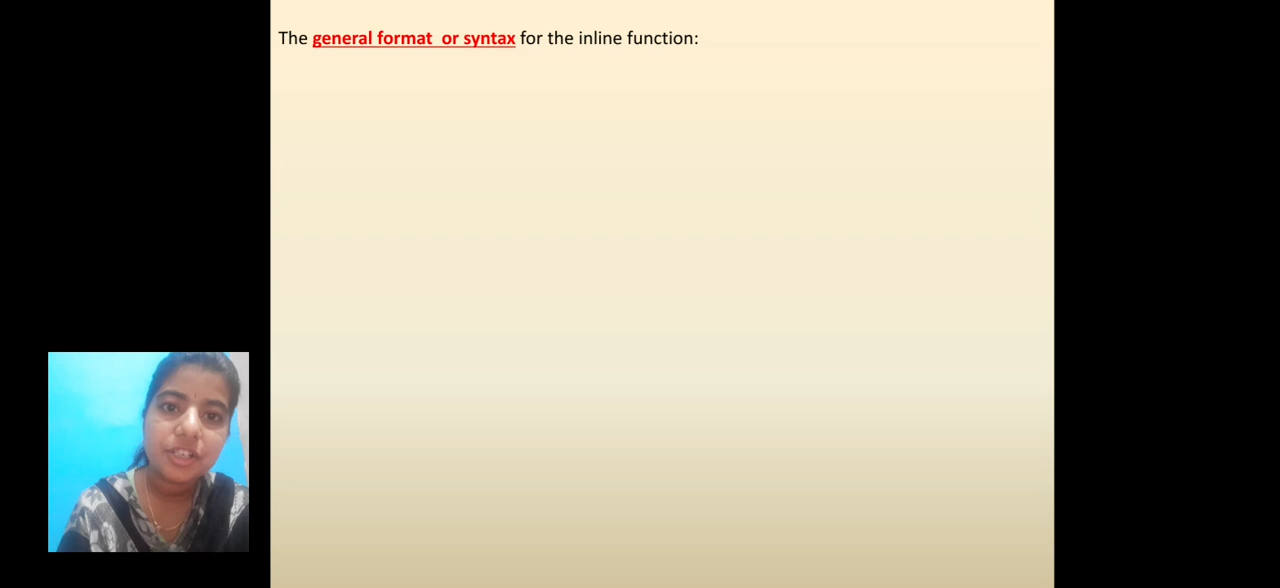 The general format or syntax for the inline function: